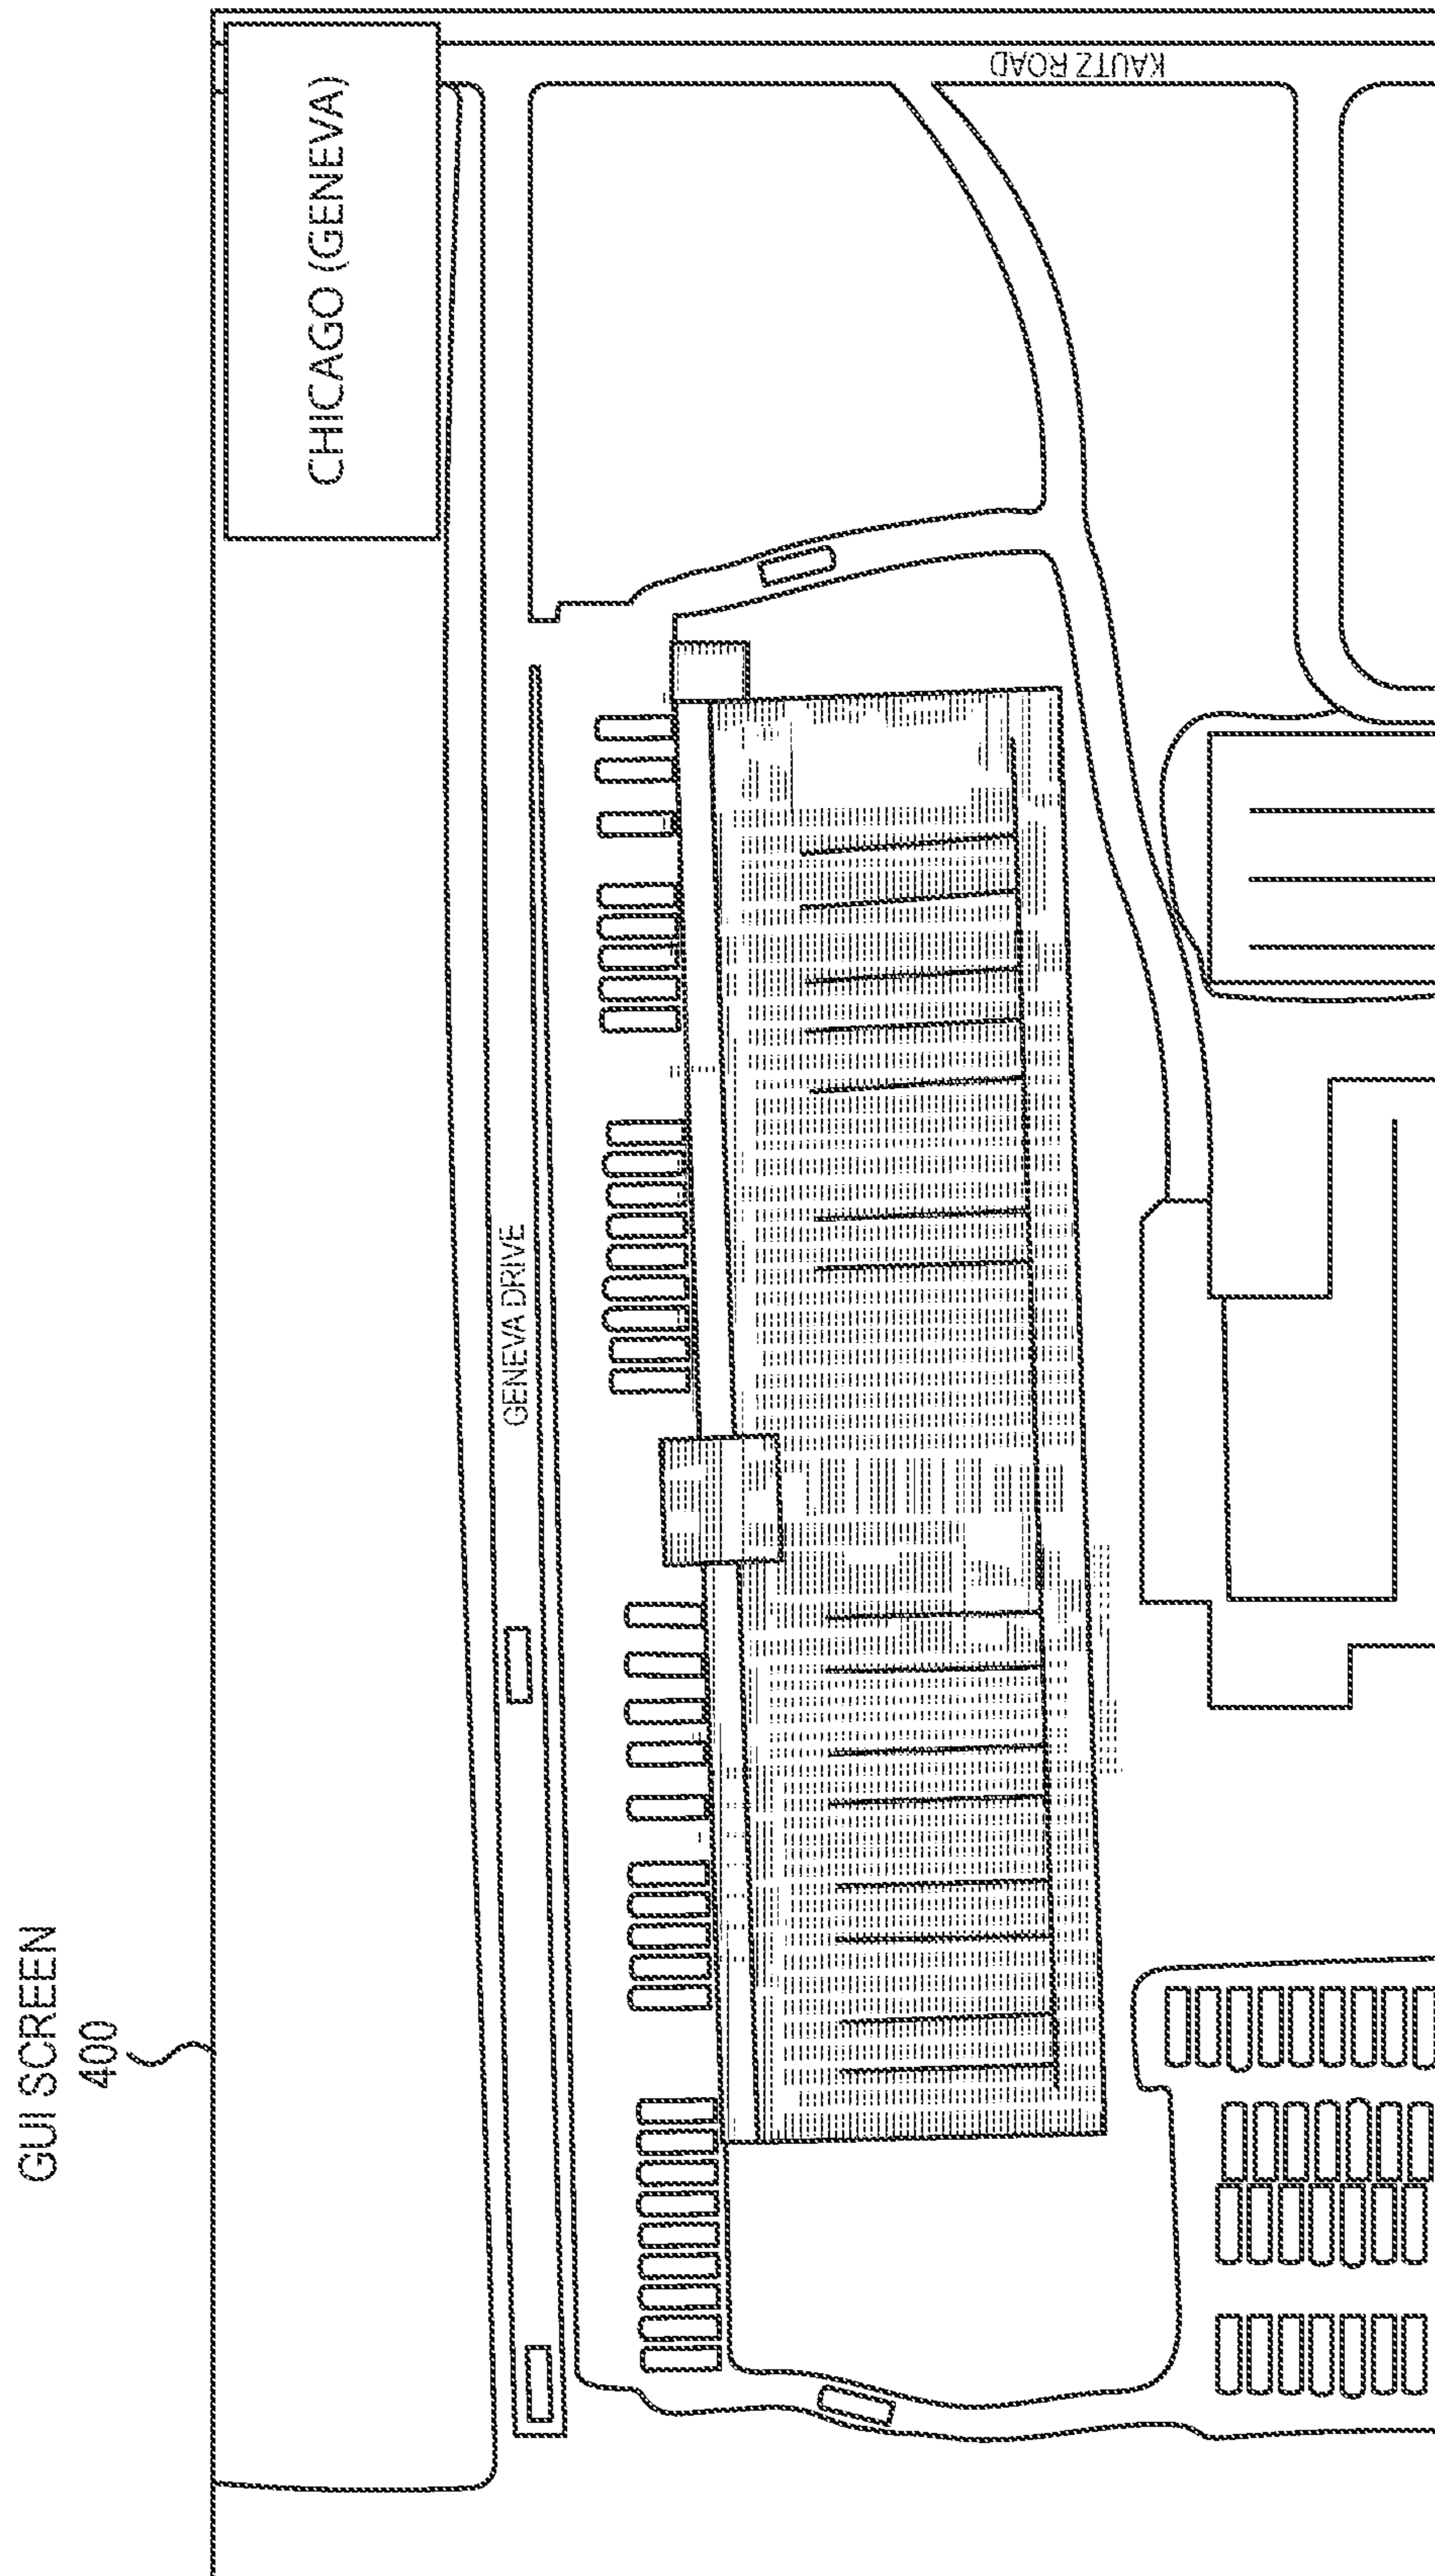 GUI SCREEN
400
CHICAGO (GENEVA)
GENEVA DRIVE
KAUTZ ROAD